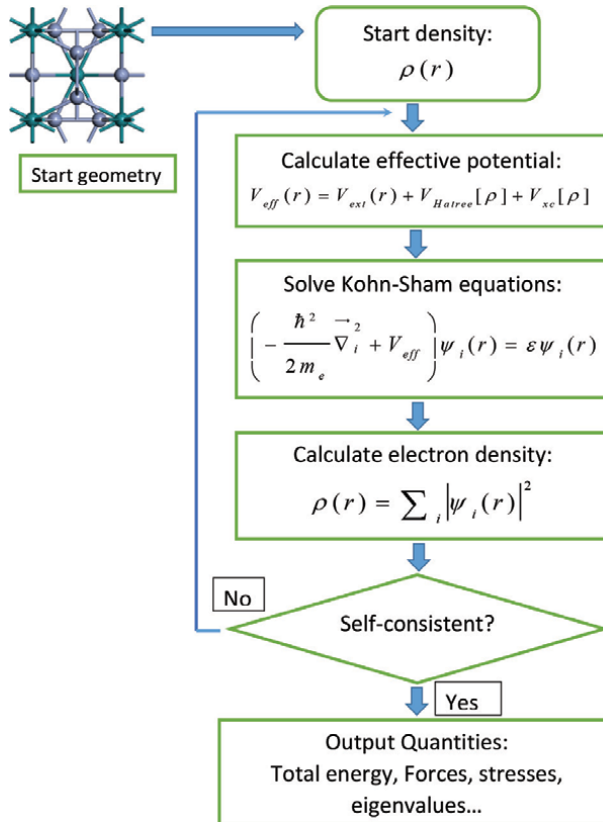 Start geometry
Start density:
ρ(r)
Calculate effective potential:
V_eff(r) = V_ext(r) + V_Hatree[ρ] + V_xc[ρ]
Solve Kohn-Sham equations:
(-ħ²/2m_e ∇⃗_i² + V_eff)ψ_i(r) = εψ_i(r)
Calculate electron density:
ρ(r) = ∑_i |ψ_i(r)|²
No
Self-consistent?
Yes
Output Quantities:
Total energy, Forces, stresses,
eigenvalues…